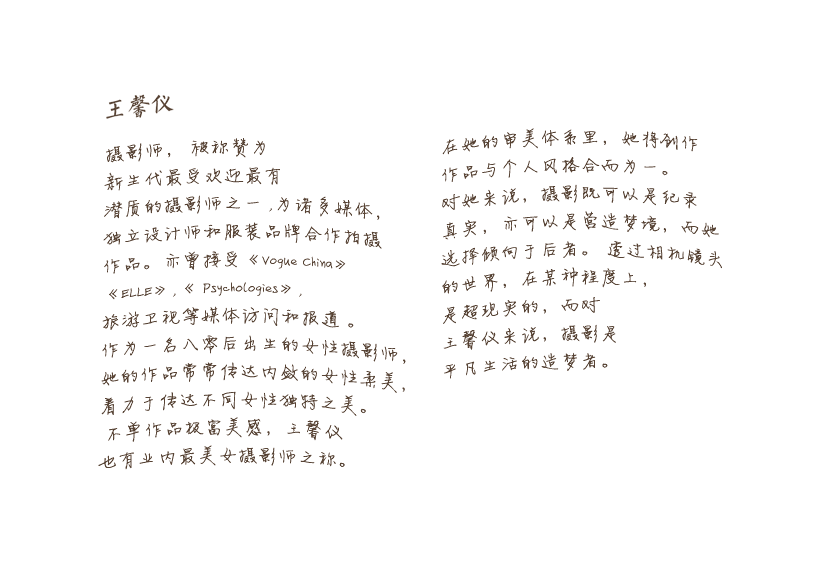 王馨仪
摄影师， 被称赞为
新生代最受欢迎最有
潜质的摄影师之一 ,为诸多媒体，
独立设计师和服装品牌合作拍摄
作品。亦曾接受《Vogue China》
《ELLE》,《 Psychologies》,
旅游卫视等媒体访问和报道 。
作为一名八零后出生的女性摄影师，
她的作品常常传达内敛的女性柔美，
着力于传达不同女性独特之美。
不单作品极富美感，王馨仪
也有业内最美女摄影师之称。
在她的审美体系里，她将创作
作品与个人风格合而为一。
对她来说，摄影既可以是纪录
真实，亦可以是营造梦境，而她
选择倾向于后者。 透过相机镜头
的世界，在某种程度上，
是超现实的，而对
王馨仪来说，摄影是
平凡生活的造梦者。